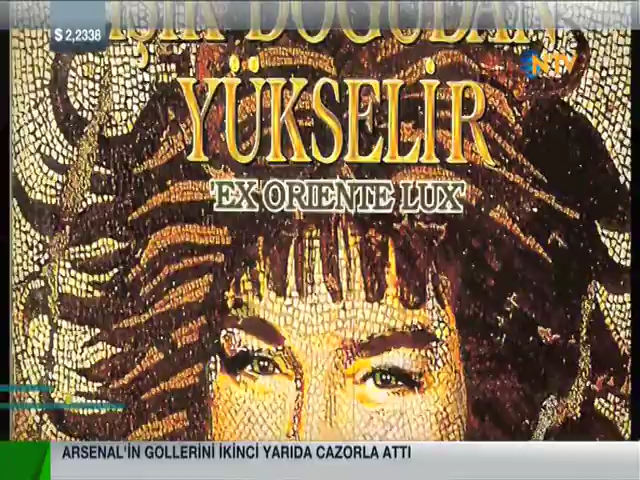 $ 2,2338
IŞIK DOĞUDAN
YÜKSELİR
NTV
'EX ORIENTE LUX'
ARSENAL'İN GOLLERİNİ İKİNCİ YARIDA CAZORLA ATTI